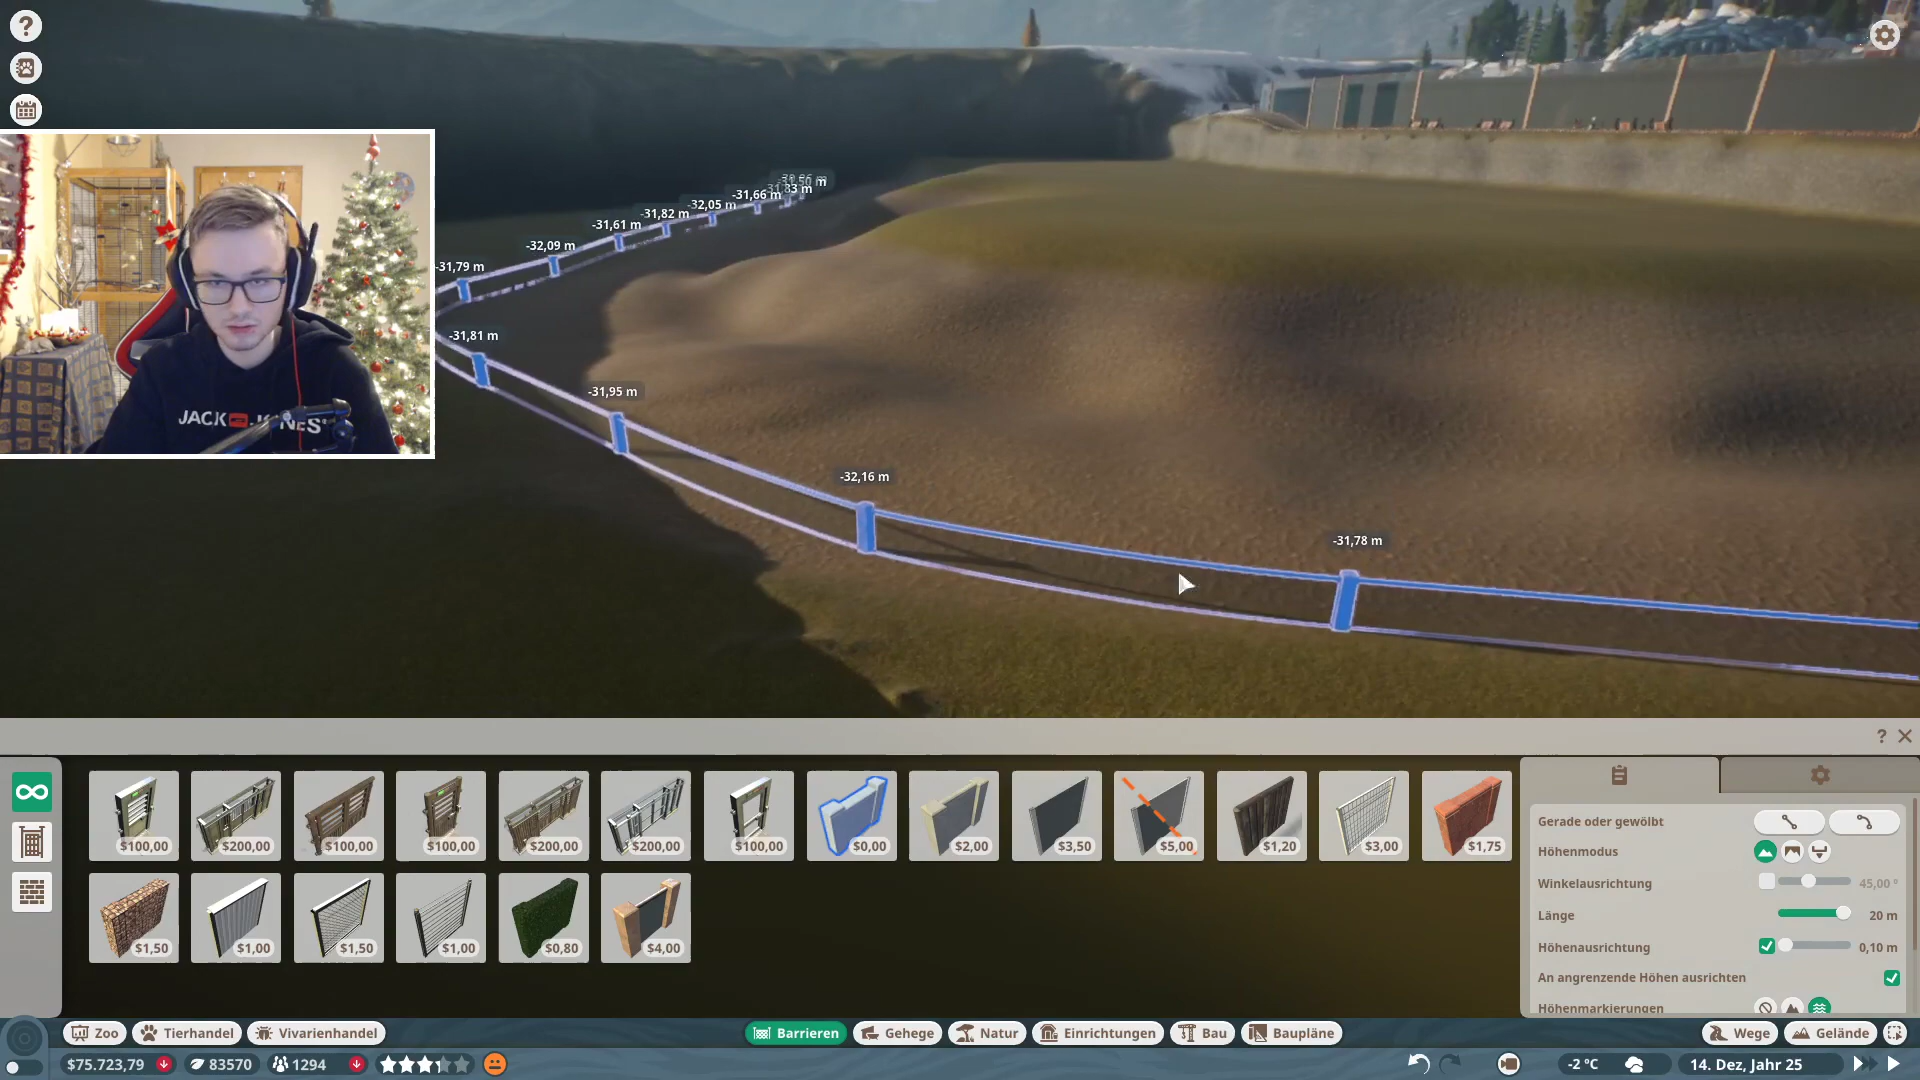 -31,83 m
-31,66 m
-32,05 m
-31,82 m
-31,61 m
-32,09 m
-31,79 m
-31,81 m
-31,95 m
-32,16 m
-31,78 m
JACK JONES
? 
$100,00 $200,00 $100,00 $100,00 $200,00 $200,00 $100,00 $0,00 $2,00 $3,50 $5,00 $1,20 $3,00 $1,75
$1,50 $1,00 $1,50 $1,00 $0,80 $4,00
Gerade oder gewölbt
Höhenmodus
Winkelausrichtung 45,00 °
Länge 20 m
Höhenausrichtung 0,10 m
An angrenzende Höhen ausrichten
Höhenmarkierungen
Zoo Tierhandel Vivarienhandel Barrieren Gehege Natur Einrichtungen Bau Baupläne Wege Gelände
$75.723,79 83570 1294 -2 °C 14. Dez, Jahr 25